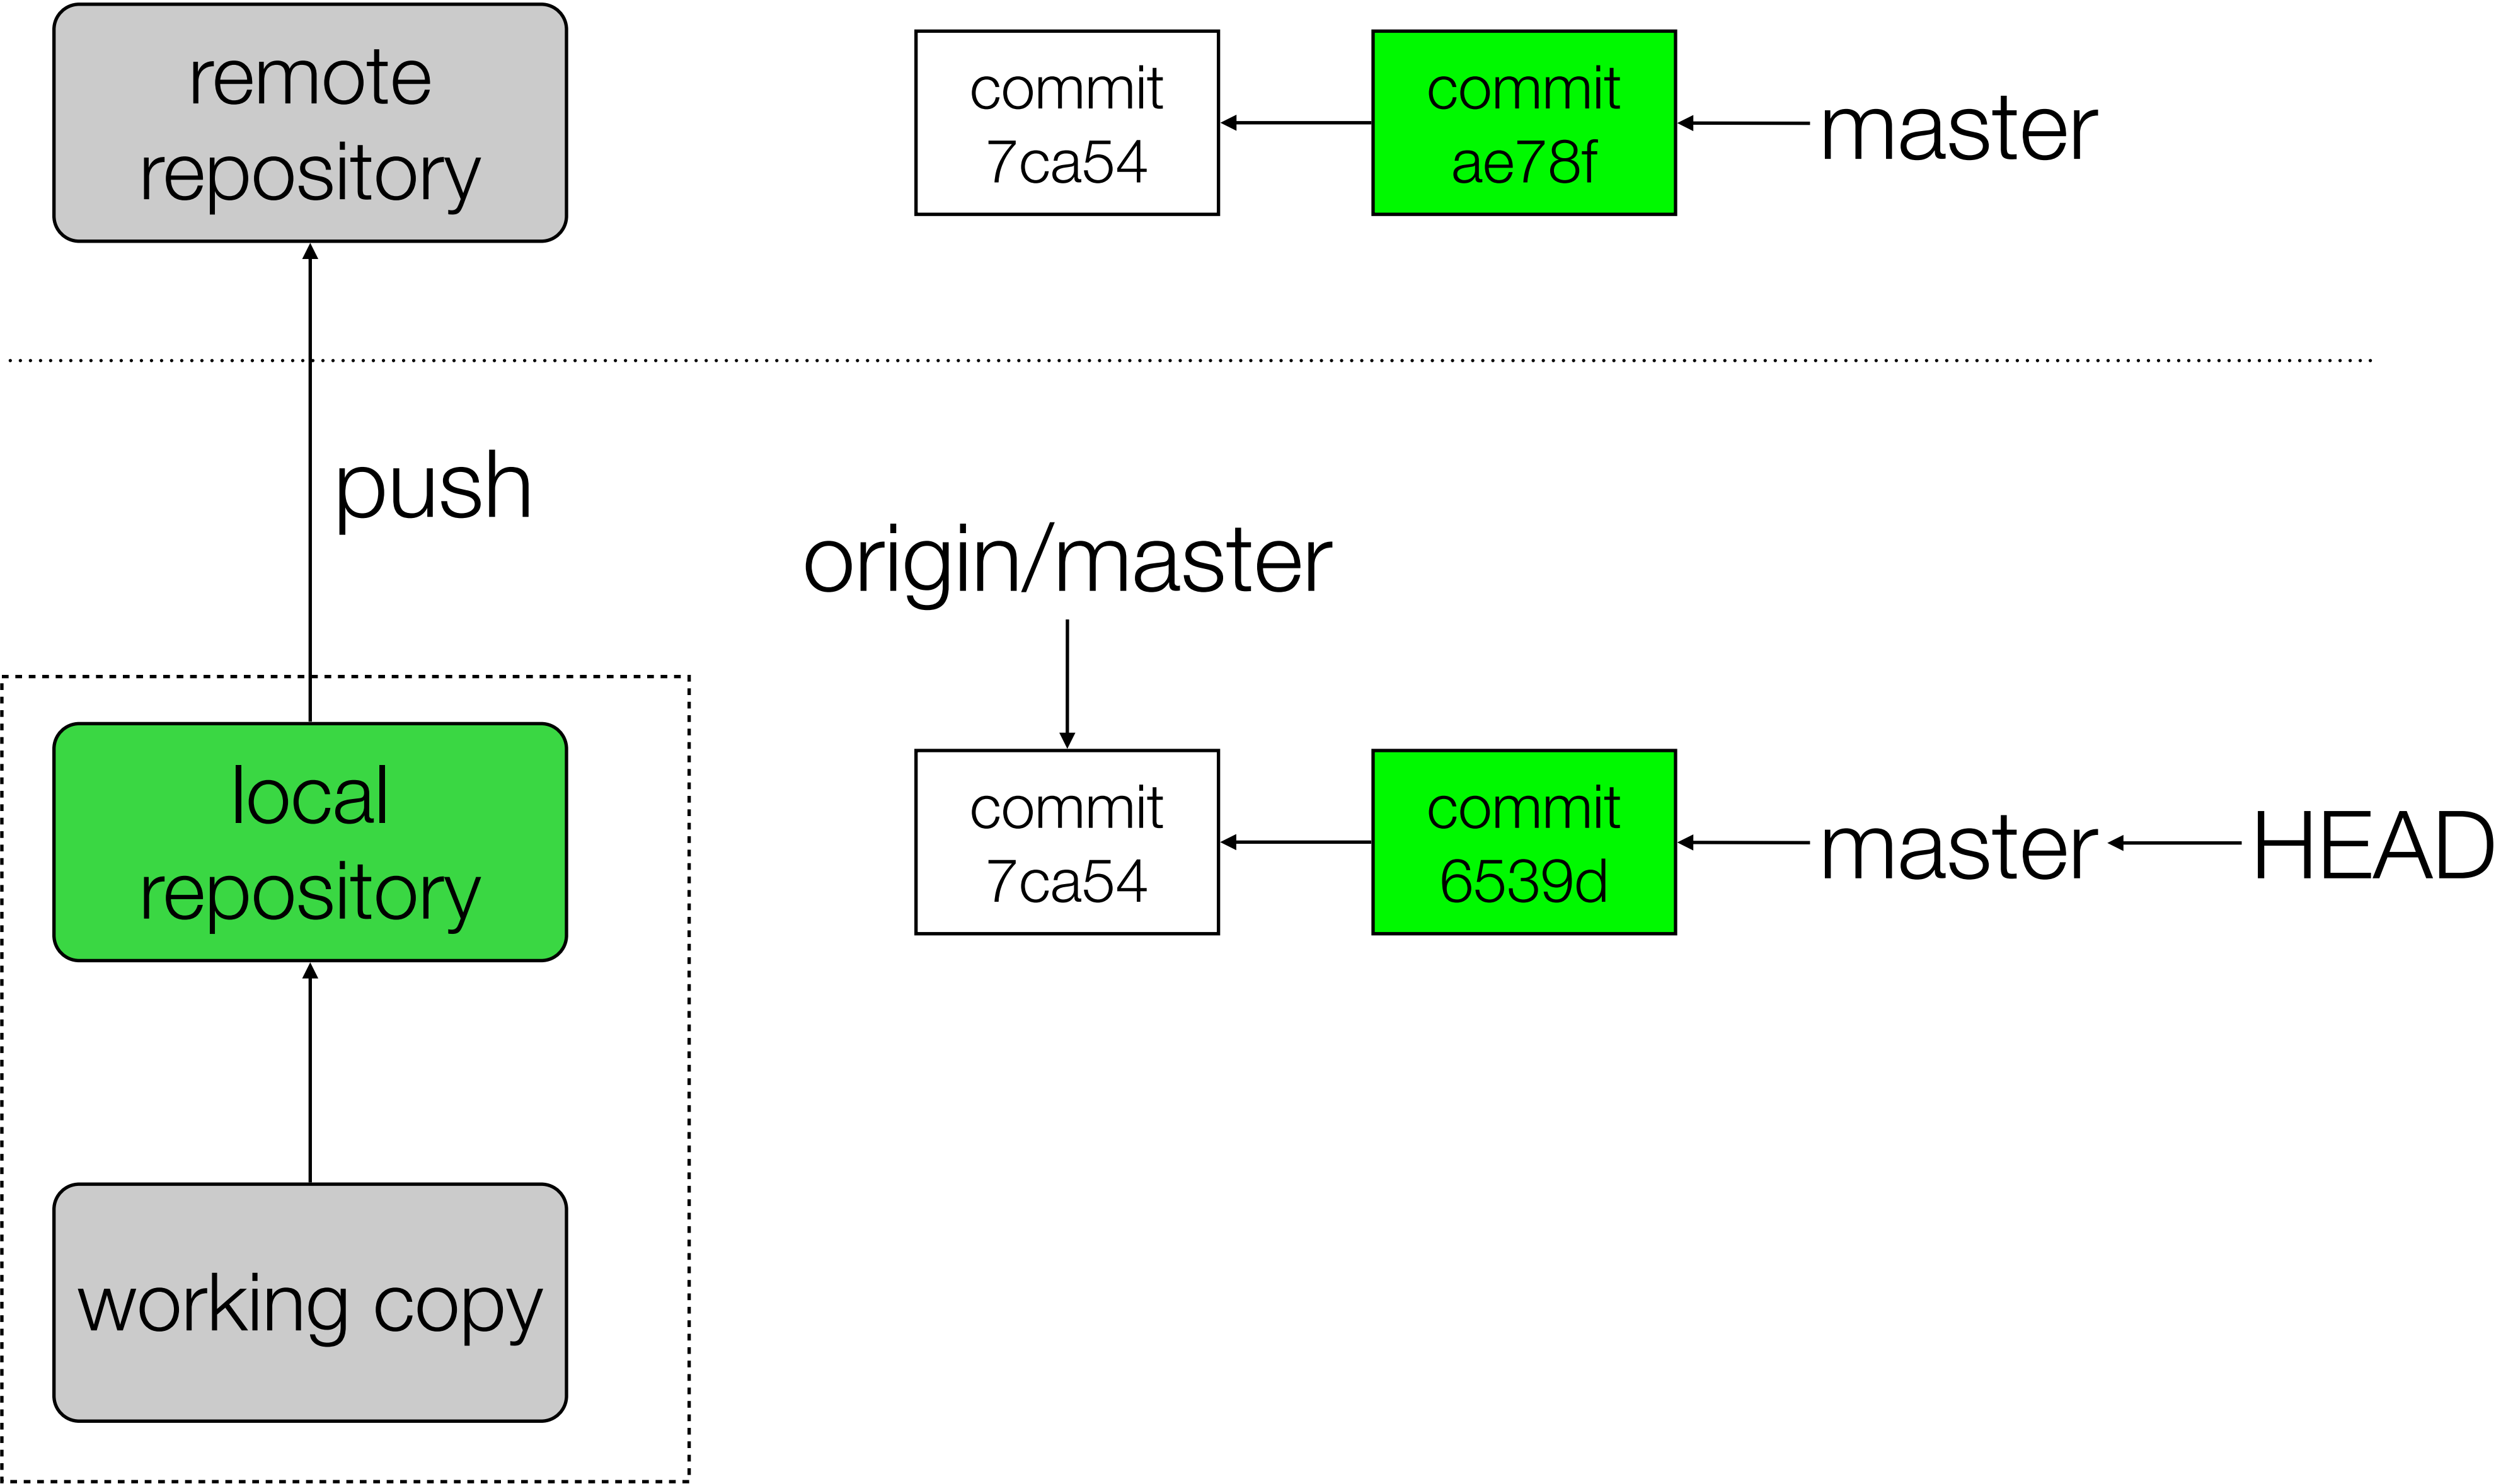 remote
repository
commit
7ca54
commit
ae78f
master
push
origin/master
local
repository
commit
7ca54
commit
6539d
master
HEAD
working copy